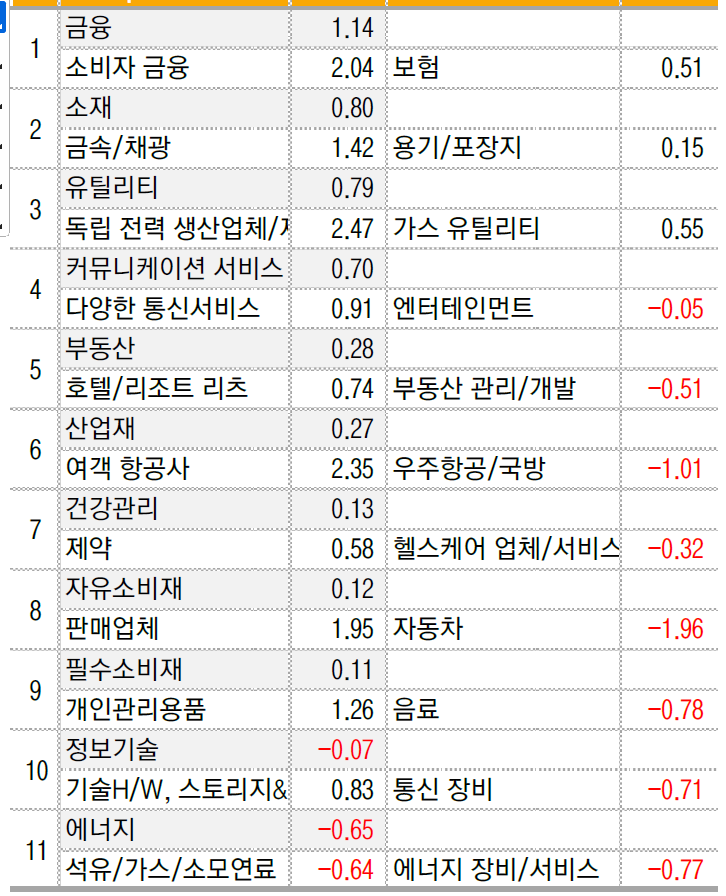 1
금융 1.14
소비자 금융 2.04 보험 0.51
2
소재 0.80
금속/채광 1.42 용기/포장지 0.15
3
유틸리티 0.79
독립 전력 생산업체/ 2.47 가스 유틸리티 0.55
4
커뮤니케이션 서비스 0.70
다양한 통신서비스 0.91 엔터테인먼트 -0.05
5
부동산 0.28
호텔/리조트 리츠 0.74 부동산 관리/개발 -0.51
6
산업재 0.27
여객 항공사 2.35 우주항공/국방 -1.01
7
건강관리 0.13
제약 0.58 헬스케어 업체/서비스 -0.32
8
자유소비재 0.12
판매업체 1.95 자동차 -1.96
9
필수소비재 0.11
개인관리용품 1.26 음료 -0.78
10
정보기술 -0.07
기술H/W, 스토리지& 0.83 통신 장비 -0.71
11
에너지 -0.65
석유/가스/소모연료 -0.64 에너지 장비/서비스 -0.77